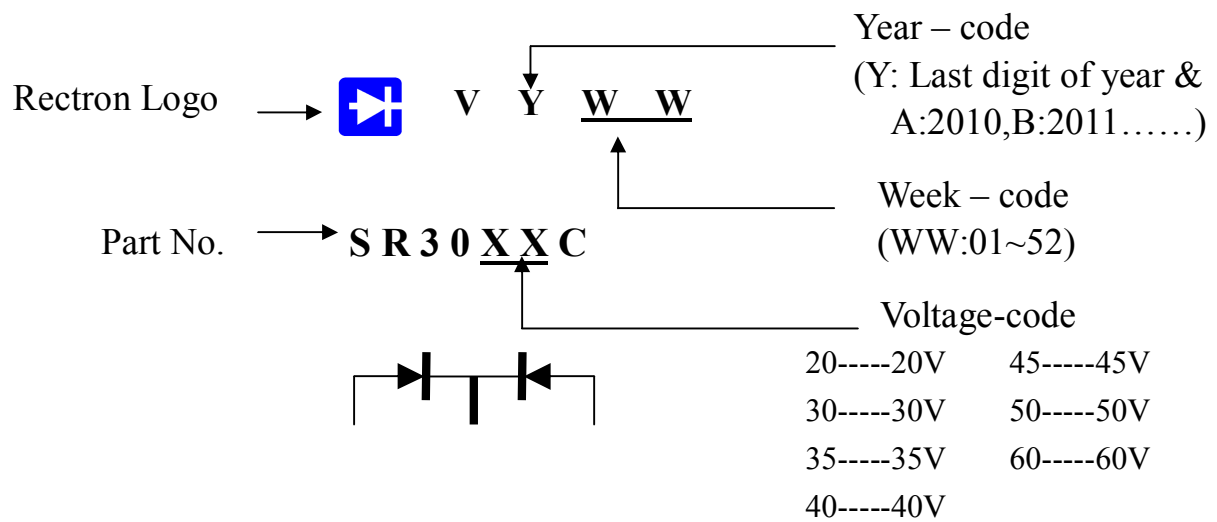 Year – code
(Y: Last digit of year &
A:2010,B:2011……)
Rectron Logo
V Y W W
Week – code
(WW:01~52)
Part No.
S R 3 0 X X C
Voltage-code
20-----20V 45-----45V
30-----30V 50-----50V
35-----35V 60-----60V
40-----40V